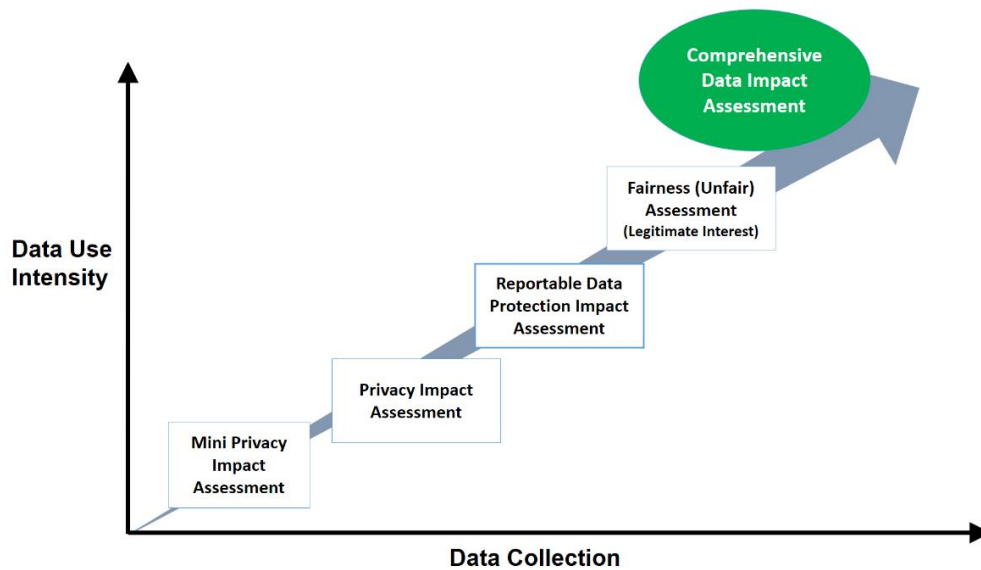 Comprehensive
Data Impact
Assessment
Fairness (Unfair)
Assessment
(Legitimate Interest)
Data Use
Intensity
Reportable Data
Protection Impact
Assessment
Privacy Impact
Assessment
Mini Privacy
Impact
Assessment
Data Collection